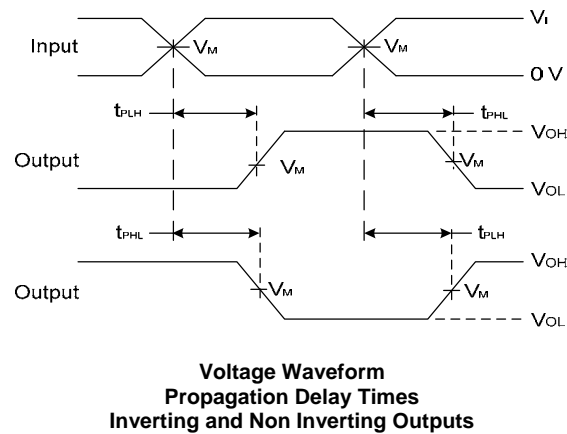 Vɪ
Input
VM
VM
0 V
tPLH
tPHL
VOH
Output
VM
VM
VOL
tPHL
tPLH
VOH
Output
VM
VM
VOL
Voltage Waveform
Propagation Delay Times
Inverting and Non Inverting Outputs